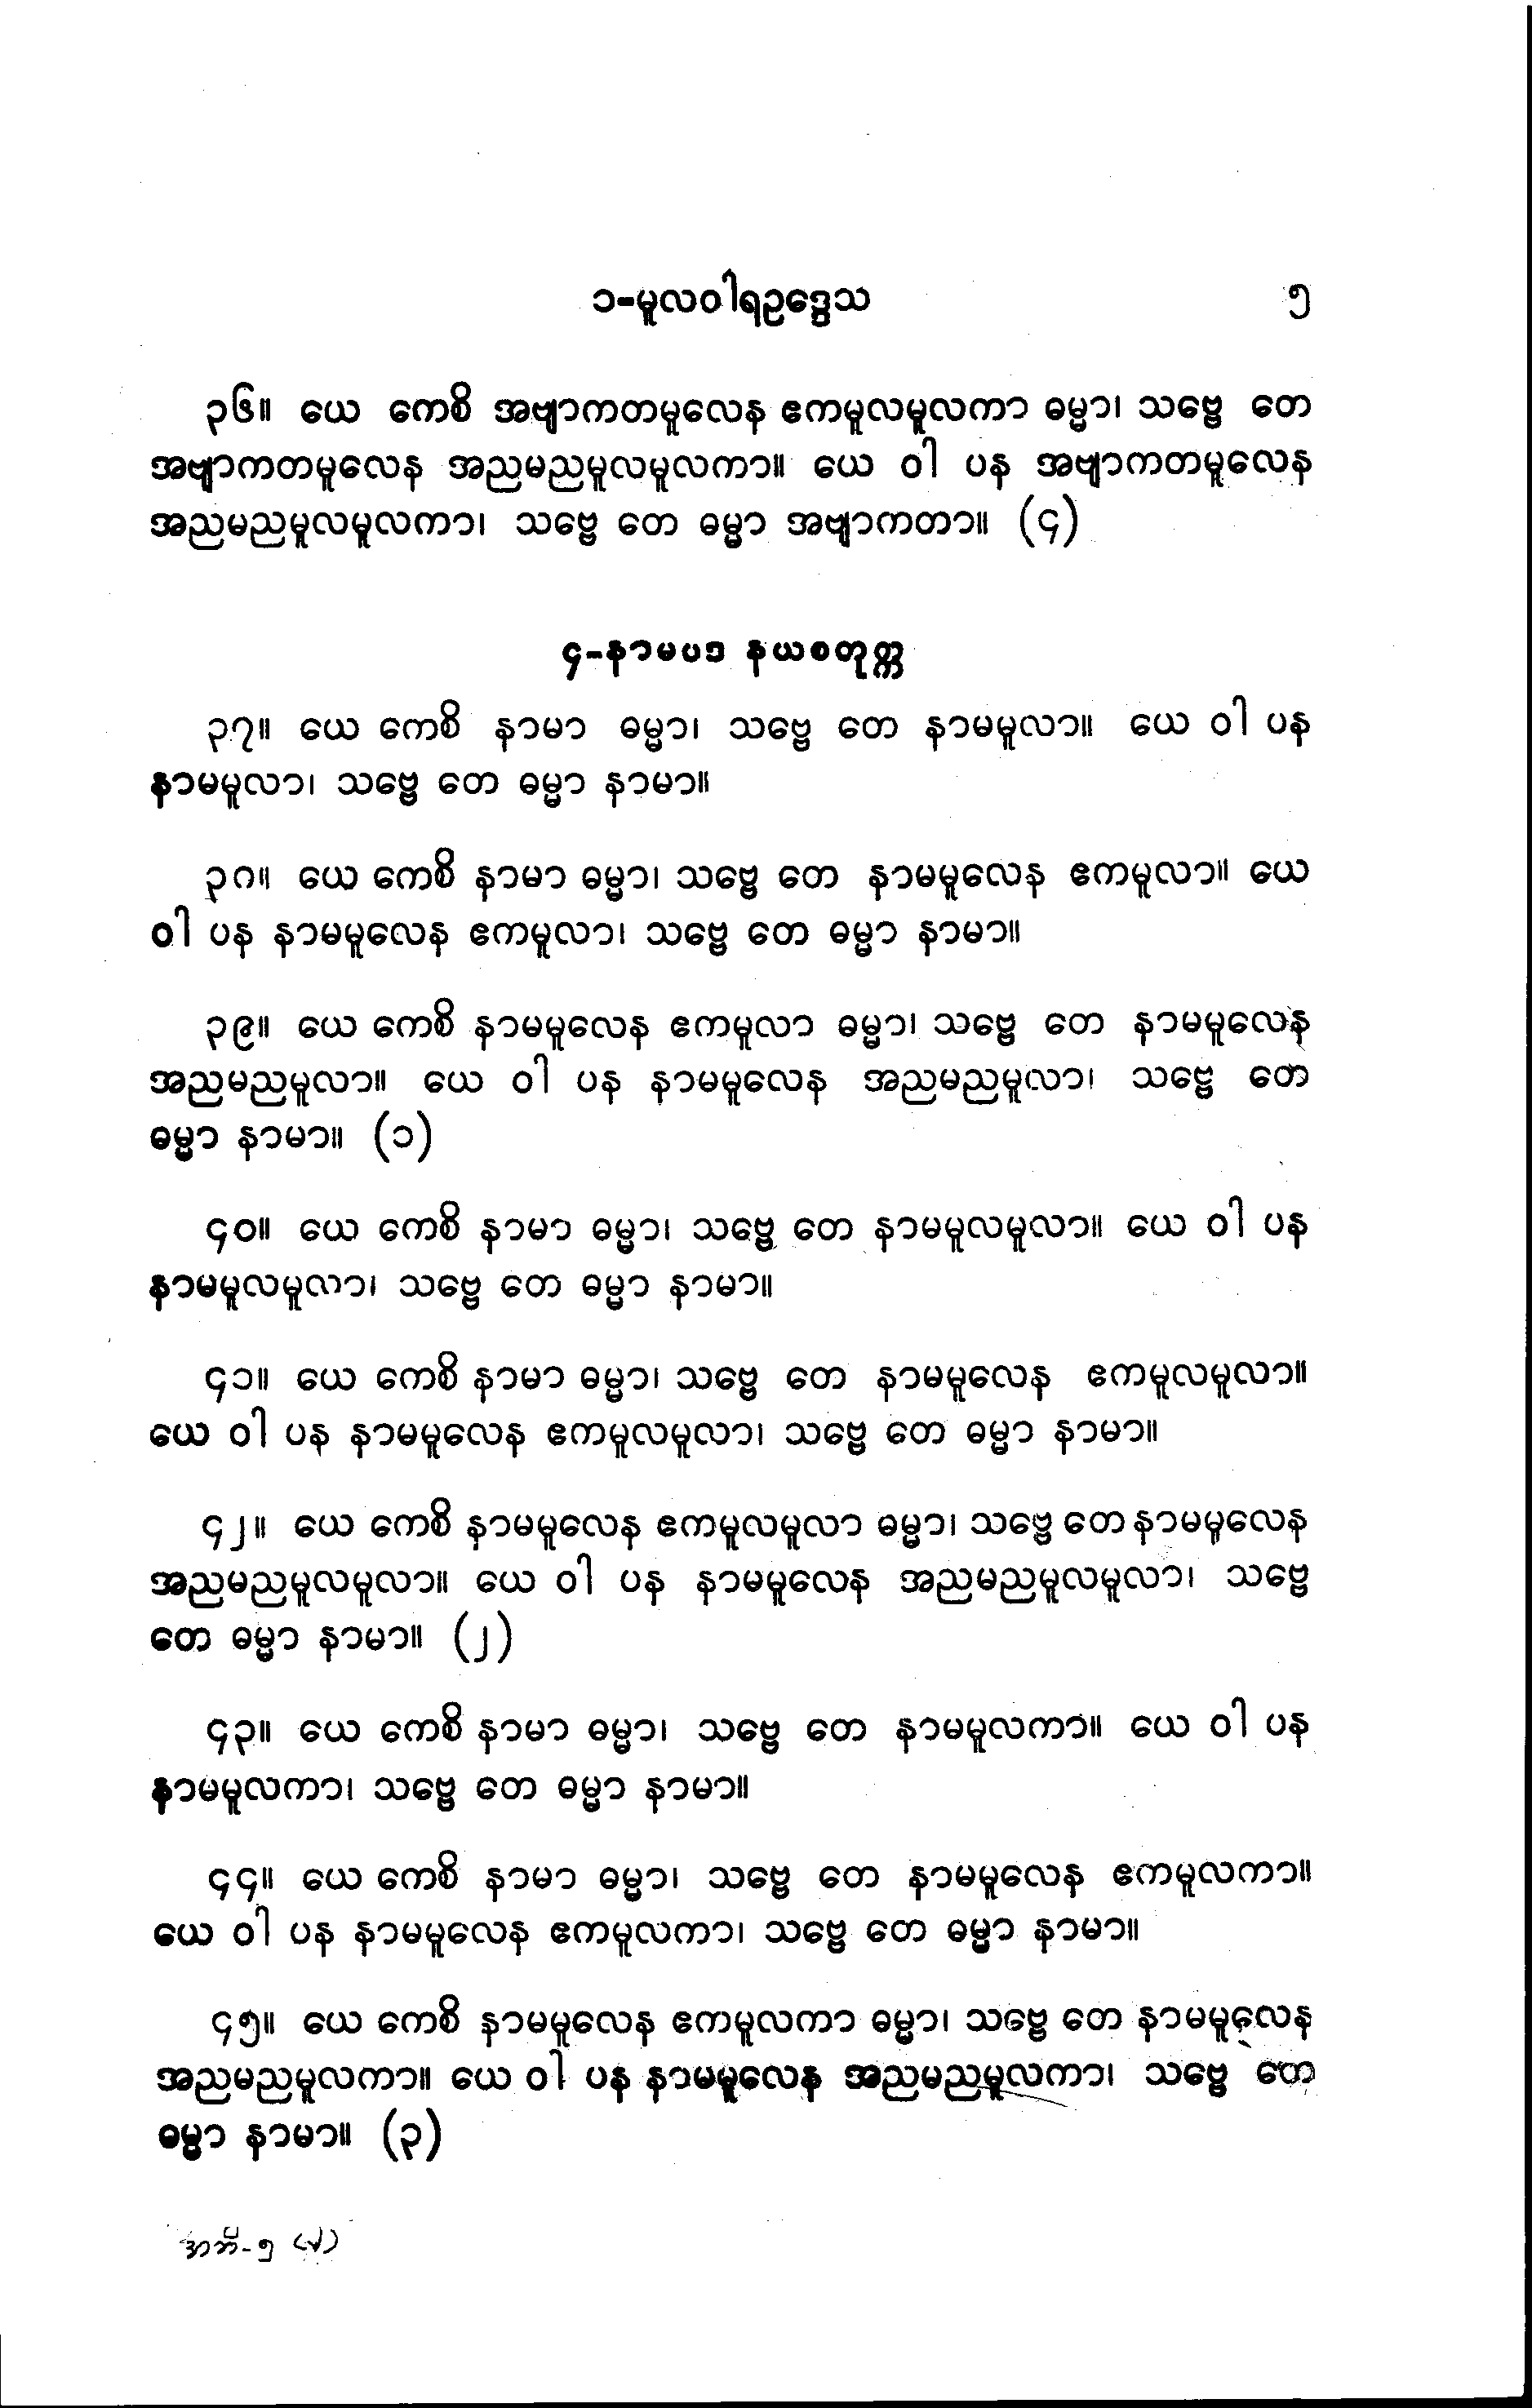 ၁-မူလဝါရဥဒ္ဒေသ ၅
၃၆။ ယေ ကေစိ အဗျာကတမူလေန ဧကမူလမူလကာ ဓမ္မာ၊ သဗ္ဗေ တေ
အဗျာကတမူလေန အညမညမူလမူလကာ။ ယေ ဝါ ပန အဗျာကတမူလေန
အညမညမူလမူလကာ၊ သဗ္ဗေ တေ ဓမ္မာ အဗျာကတာ။ (၄)
၄-နာမပဒ နယစတုက္က
၃၇။ ယေ ကေစိ နာမာ ဓမ္မာ၊ သဗ္ဗေ တေ နာမမူလာ။ ယေ ဝါ ပန
နာမမူလာ၊ သဗ္ဗေ တေ ဓမ္မာ နာမာ။
၃၈။ ယေ ကေစိ နာမာ ဓမ္မာ၊ သဗ္ဗေ တေ နာမမူလေန ဧကမူလာ။ ယေ
ဝါ ပန နာမမူလေန ဧကမူလာ၊ သဗ္ဗေ တေ ဓမ္မာ နာမာ။
၃၉။ ယေ ကေစိ နာမမူလေန ဧကမူလာ ဓမ္မာ၊ သဗ္ဗေ တေ နာမမူလေန
အညမညမူလာ။ ယေ ဝါ ပန နာမမူလေန အညမညမူလာ၊ သဗ္ဗေ တေ
ဓမ္မာ နာမာ။ (၁)
၄၀။ ယေ ကေစိ နာမာ ဓမ္မာ၊ သဗ္ဗေ တေ နာမမူလမူလာ။ ယေ ဝါ ပန
နာမမူလမူလာ၊ သဗ္ဗေ တေ ဓမ္မာ နာမာ။
၄၁။ ယေ ကေစိ နာမာ ဓမ္မာ၊ သဗ္ဗေ တေ နာမမူလေန ဧကမူလမူလာ။
ယေ ဝါ ပန နာမမူလေန ဧကမူလမူလာ၊ သဗ္ဗေ တေ ဓမ္မာ နာမာ။
၄၂။ ယေ ကေစိ နာမမူလေန ဧကမူလမူလာ ဓမ္မာ၊ သဗ္ဗေ တေ နာမမူလေန
အညမညမူလမူလာ။ ယေ ဝါ ပန နာမမူလေန အညမညမူလမူလာ၊ သဗ္ဗေ
တေ ဓမ္မာ နာမာ။ (၂)
၄၃။ ယေ ကေစိ နာမာ ဓမ္မာ၊ သဗ္ဗေ တေ နာမမူလကာ။ ယေ ဝါ ပန
နာမမူလကာ၊ သဗ္ဗေ တေ ဓမ္မာ နာမာ။
၄၄။ ယေ ကေစိ နာမာ ဓမ္မာ၊ သဗ္ဗေ တေ နာမမူလေန ဧကမူလကာ။
ယေ ဝါ ပန နာမမူလေန ဧကမူလကာ၊ သဗ္ဗေ တေ ဓမ္မာ နာမာ။
၄၅။ ယေ ကေစိ နာမမူလေန ဧကမူလကာ ဓမ္မာ၊ သဗ္ဗေ တေ နာမမူလေန
အညမညမူလကာ။ ယေ ဝါ ပန နာမမူလေန အညမညမူလကာ၊ သဗ္ဗေ တေ
ဓမ္မာ နာမာ။ (၃)
အဘိ-၅